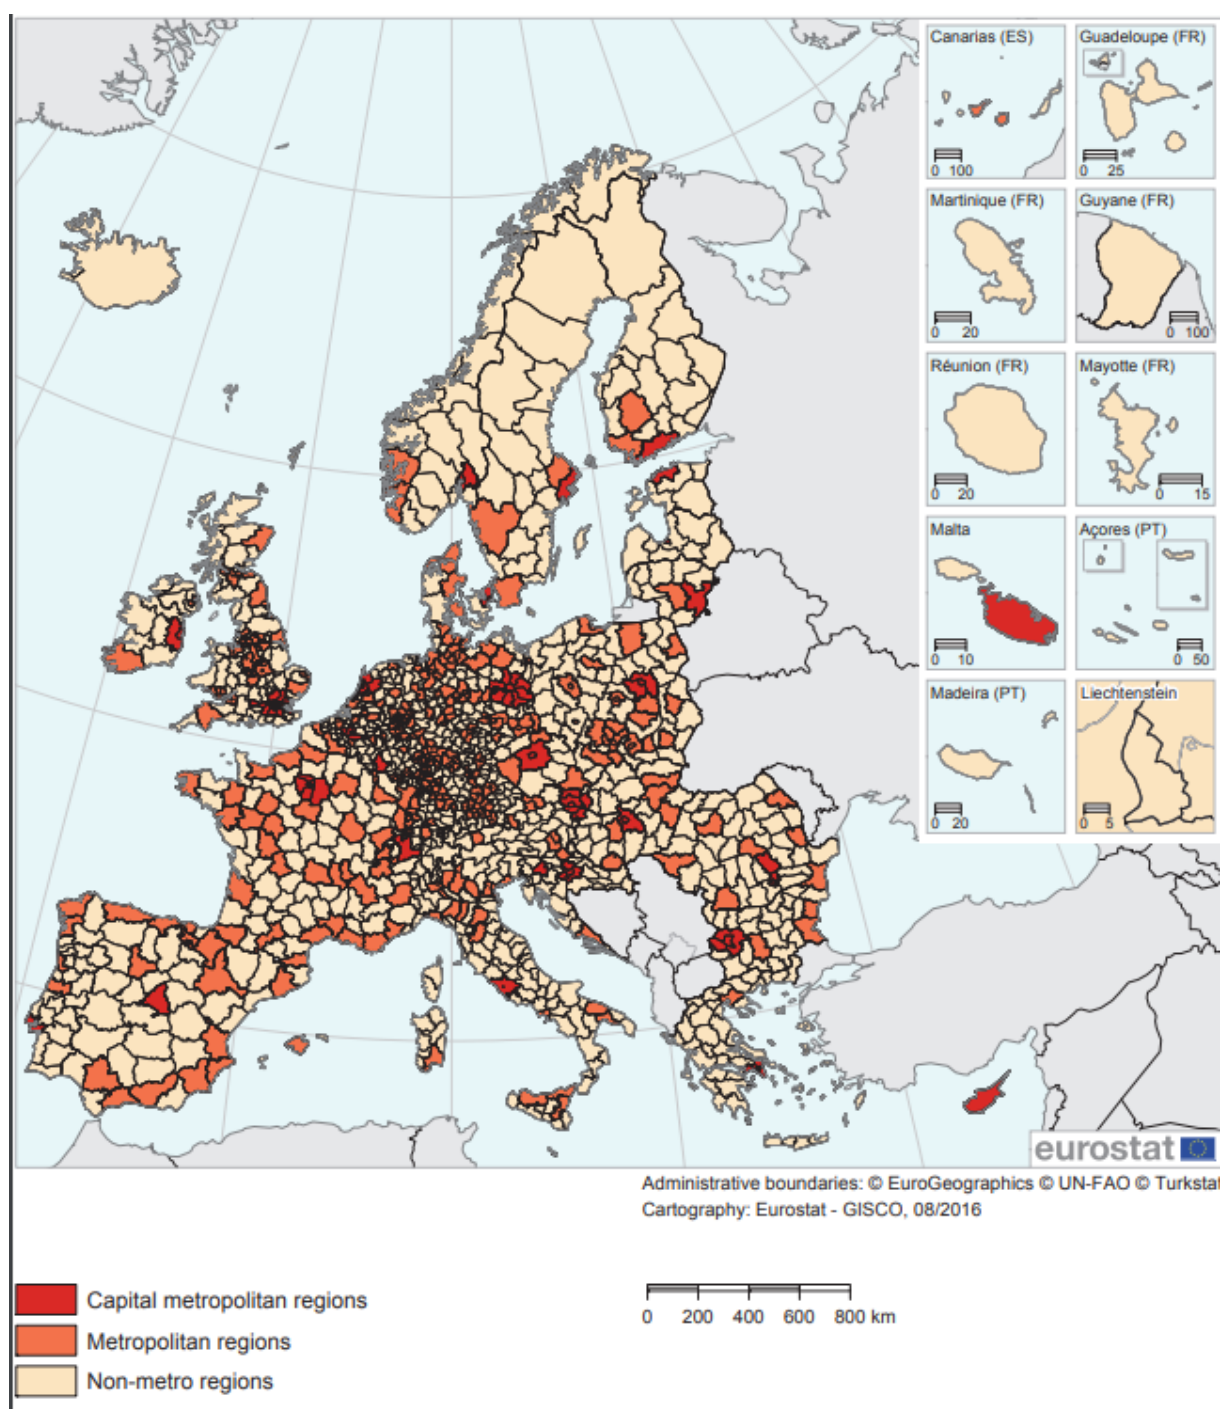 Canarias (ES)
0 100
Guadeloupe (FR)
0 25
Martinique (FR)
0 20
Guyane (FR)
0 100
Réunion (FR)
0 20
Mayotte (FR)
0 15
Malta
0 10
Açores (PT)
0 50
Madeira (PT)
0 20
Liechtenstein
0 5
eurostat
Administrative boundaries: © EuroGeographics © UN-FAO © Turkstat
Cartography: Eurostat - GISCO, 08/2016
Capital metropolitan regions
Metropolitan regions
Non-metro regions
0 200 400 600 800 km